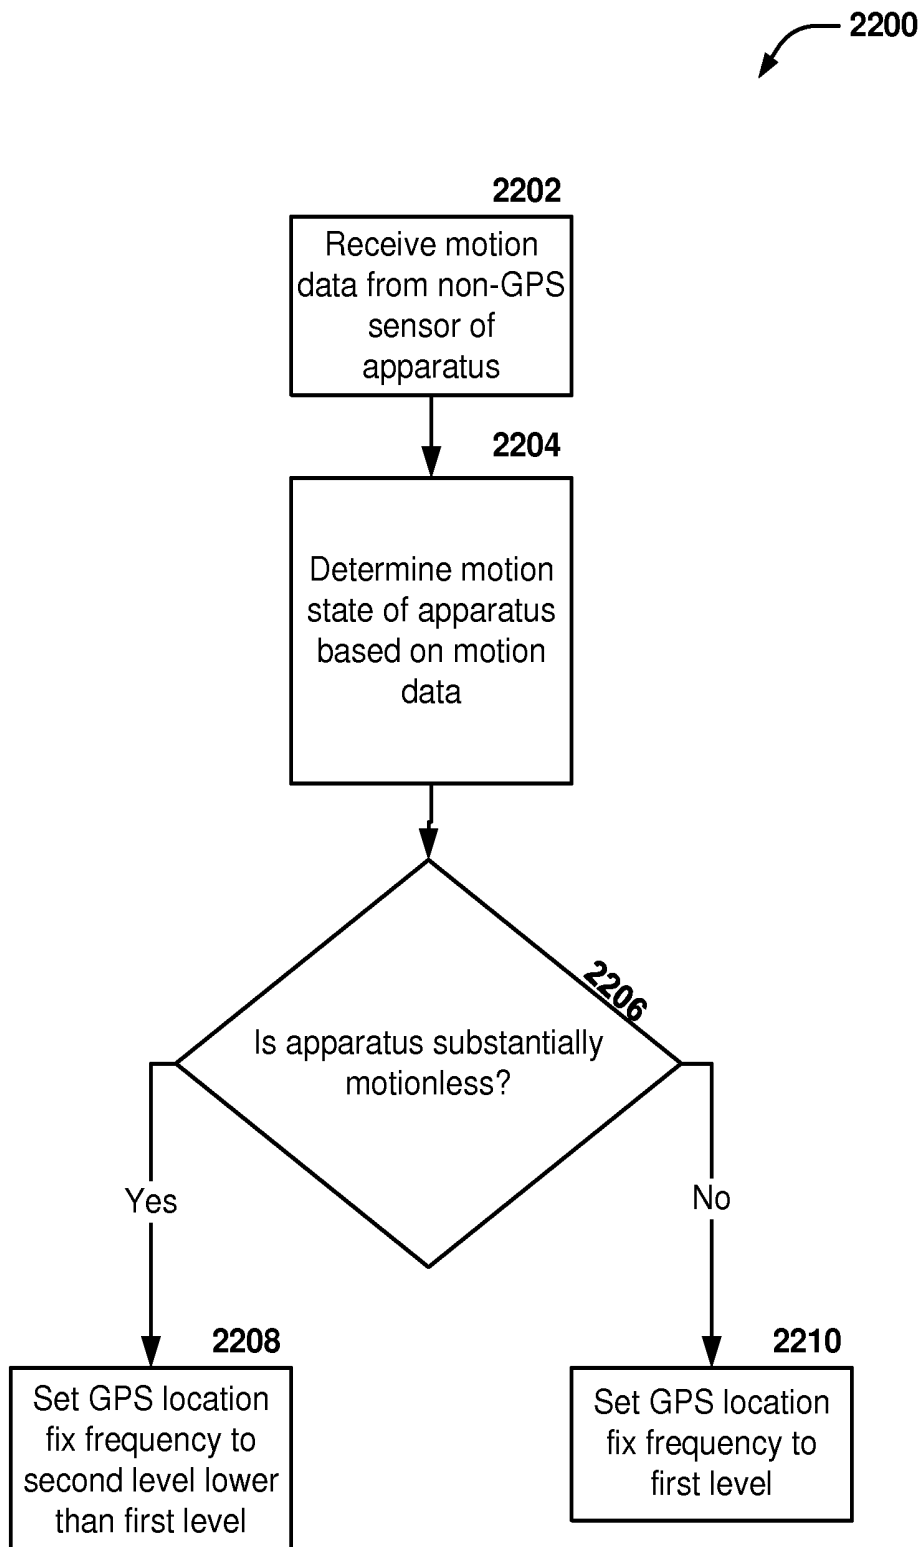 2200
2202
Receive motion
data from non-GPS
sensor of
apparatus
2204
Determine motion
state of apparatus
based on motion
data
2206
Is apparatus substantially
motionless?
Yes
No
2208
Set GPS location
fix frequency to
second level lower
than first level
2210
Set GPS location
fix frequency to
first level